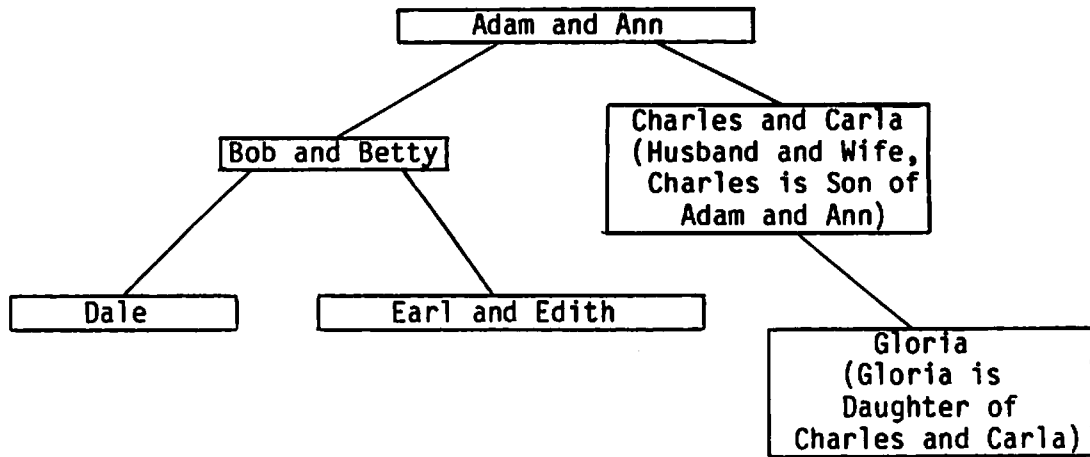 Adam and Ann
Bob and Betty
Charles and Carla
(Husband and Wife,
Charles is Son of
Adam and Ann)
Dale
Earl and Edith
Gloria
(Gloria is
Daughter of
Charles and Carla)